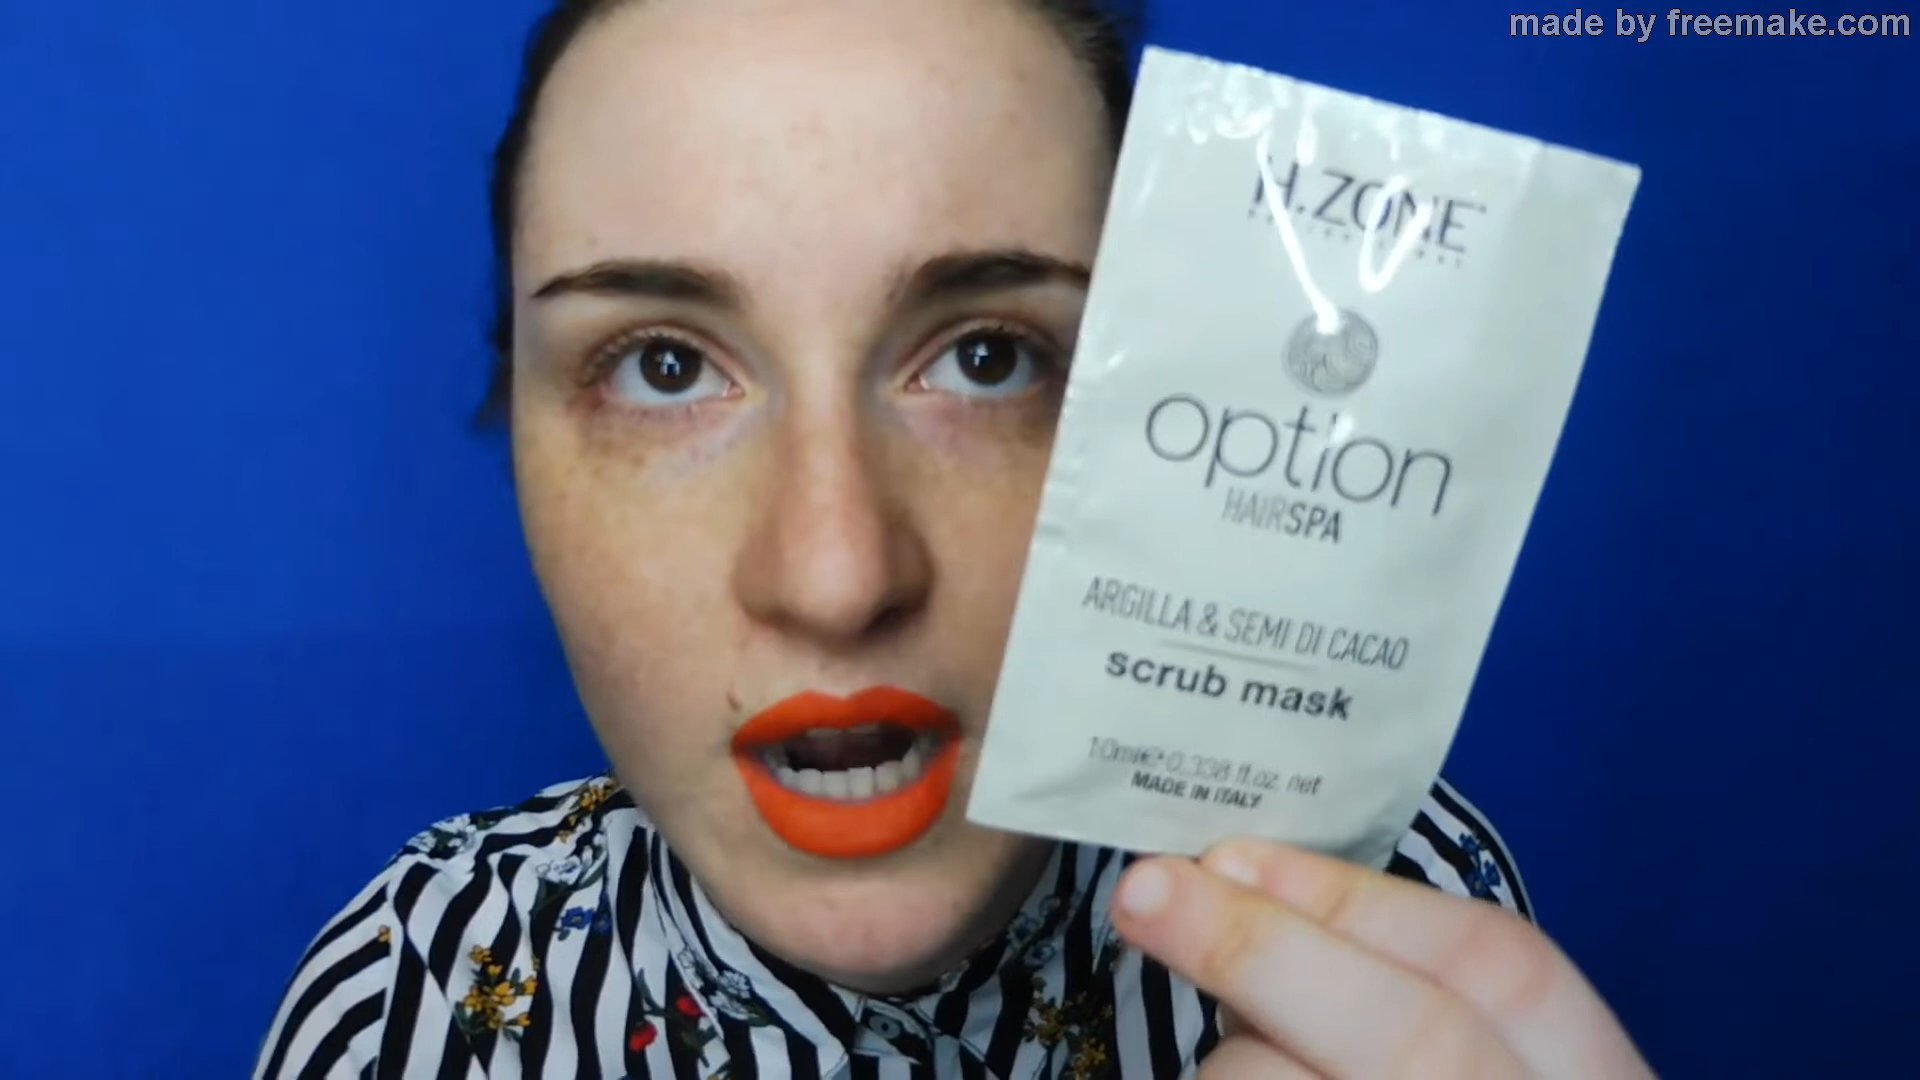 made by freemake.com
H.ZONE
option
HAIRSPA
ARGILLA & SEMI DI CACAO
scrub mask
10ml e 0.338 fl.oz. net
MADE IN ITALY